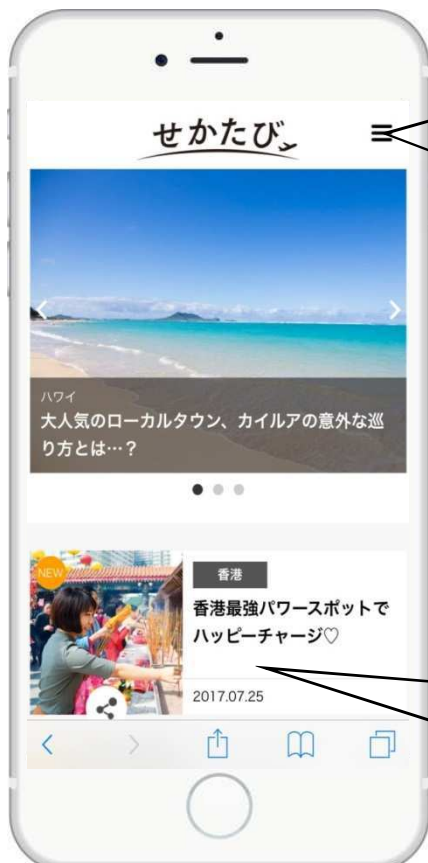 せかたび
ハワイ
大人気のローカルタウン、カイルアの意外な巡
り方とは…？
NEW
香港
香港最強パワースポットで
ハッピーチャージ♡
2017.07.25